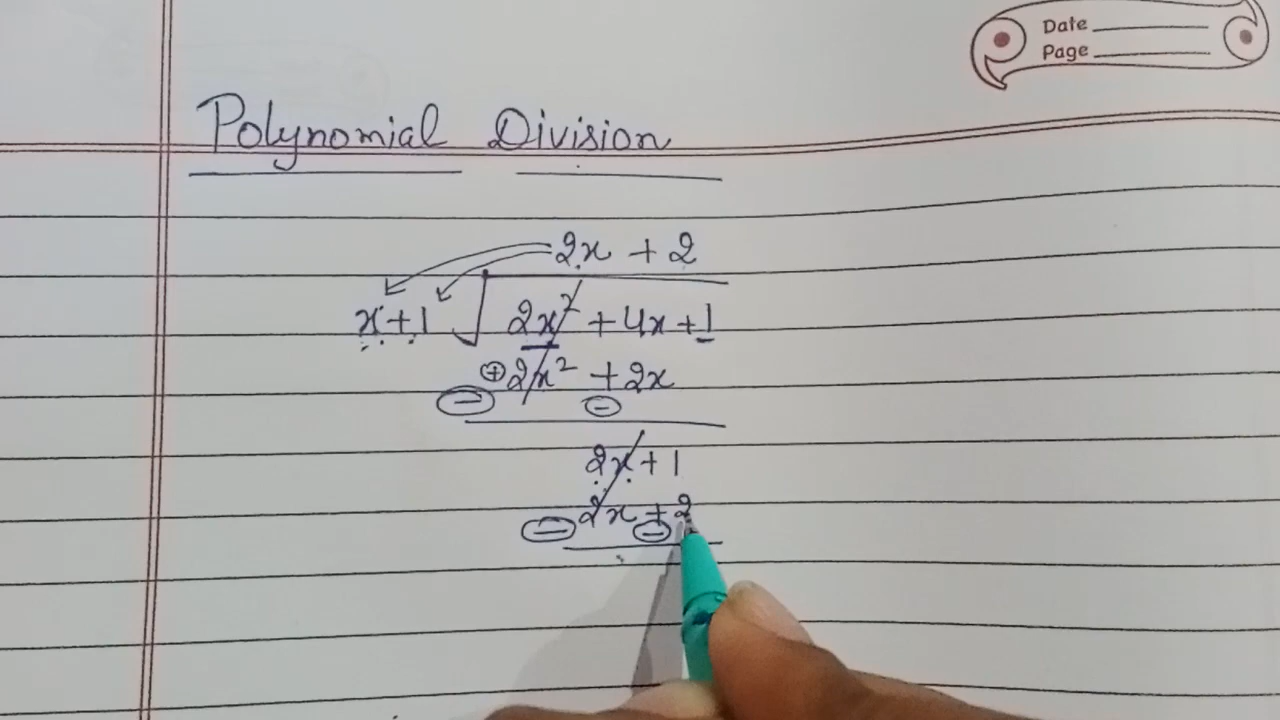 Date
Page
Polynomial Division
2x + 2
x+1 √ 2x² + 4x + 1
⊕ 2x² + 2x
⊖ ⊖
2x + 1
2x + 2
⊖ ⊖